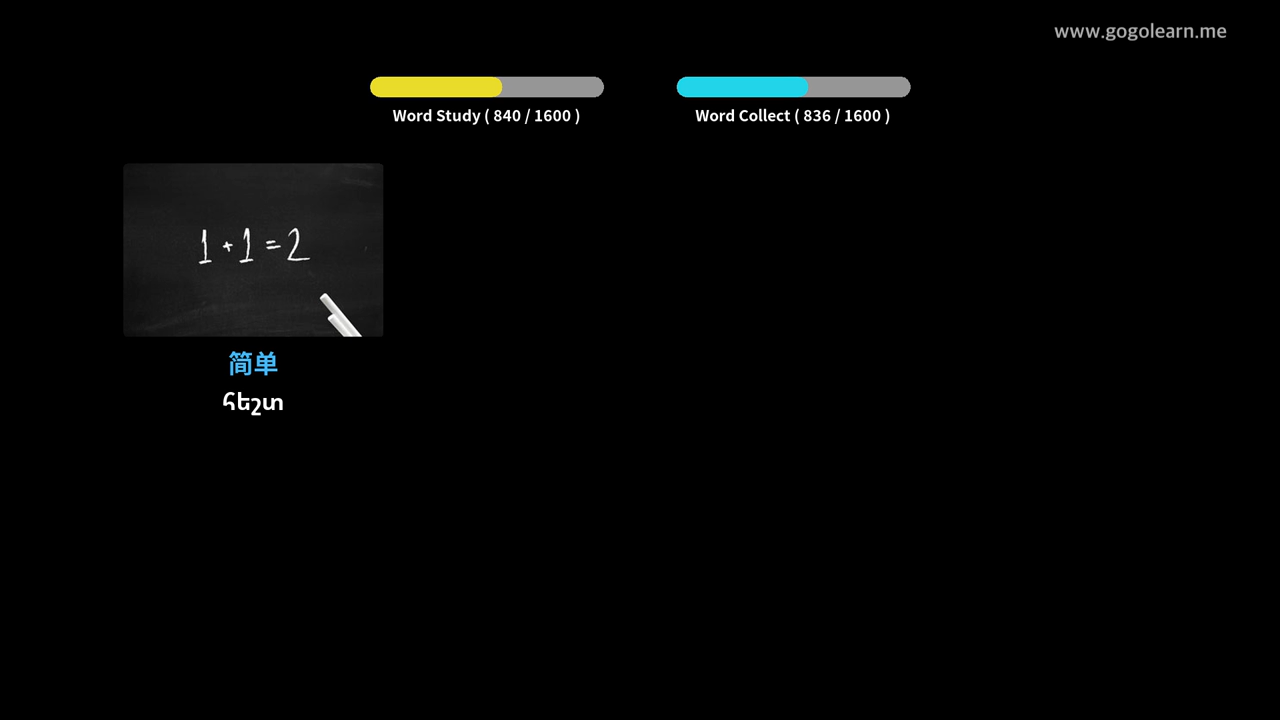 www.gogolearn.me
Word Study ( 840 / 1600 )
Word Collect ( 836 / 1600 )
1 + 1 = 2
简单
հեշտ